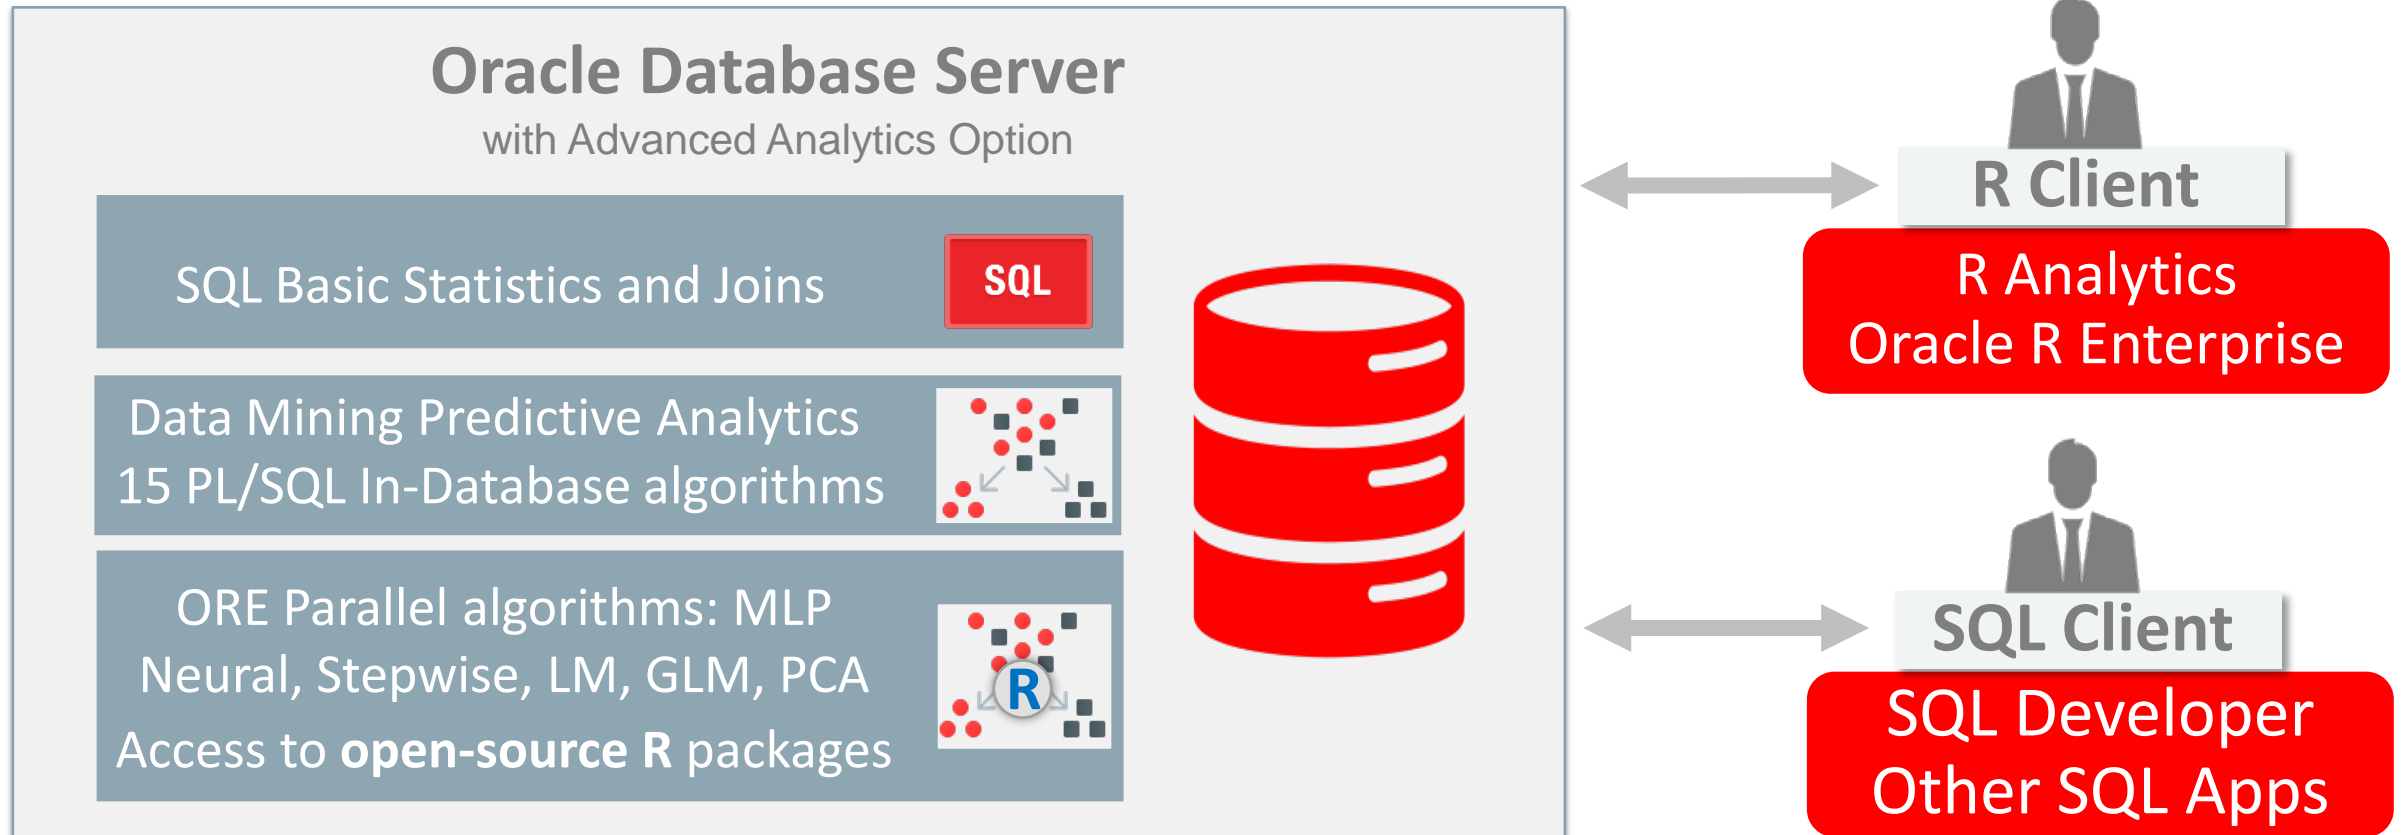 Oracle Database Server
with Advanced Analytics Option
SQL Basic Statistics and Joins
SQL
Data Mining Predictive Analytics
15 PL/SQL In-Database algorithms
ORE Parallel algorithms: MLP
Neural, Stepwise, LM, GLM, PCA
Access to open-source R packages
R
R Client
R Analytics
Oracle R Enterprise
SQL Client
SQL Developer
Other SQL Apps